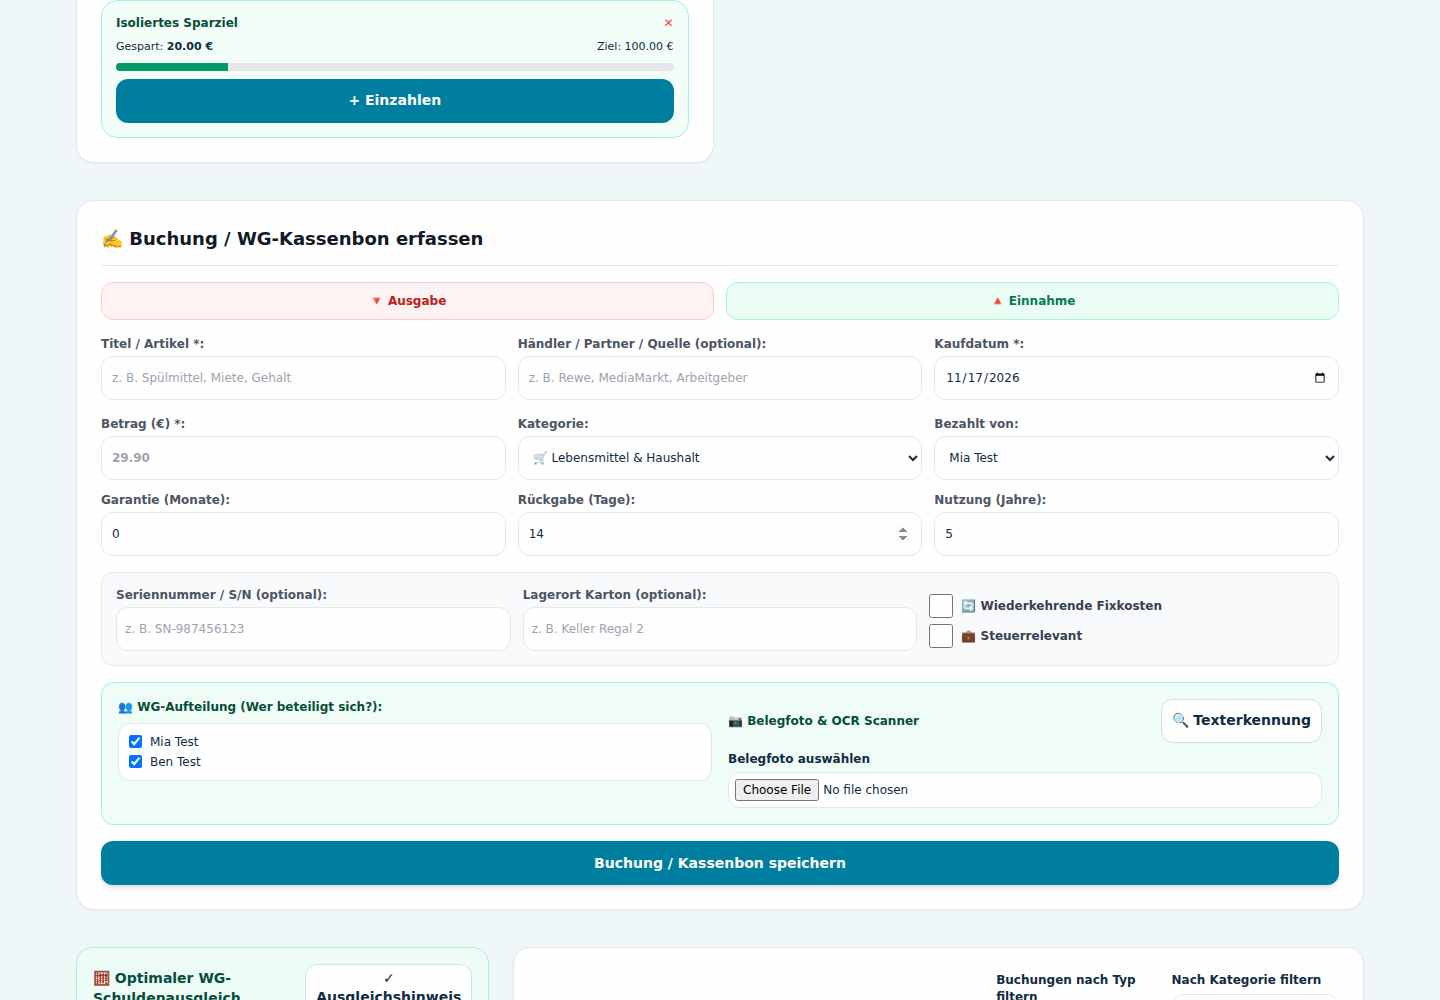 Isoliertes Sparziel ×
Gespart: 20.00 € Ziel: 100.00 €
+ Einzahlen
✍️ Buchung / WG-Kassenbon erfassen
🔻 Ausgabe 🔺 Einnahme
Titel / Artikel *: Händler / Partner / Quelle (optional): Kaufdatum *:
z. B. Spülmittel, Miete, Gehalt z. B. Rewe, MediaMarkt, Arbeitgeber 11/17/2026
Betrag (€) *: Kategorie: Bezahlt von:
29.90 🛒 Lebensmittel & Haushalt Mia Test
Garantie (Monate): Rückgabe (Tage): Nutzung (Jahre):
0 14 5
Seriennummer / S/N (optional): Lagerort Karton (optional):
z. B. SN-987456123 z. B. Keller Regal 2
🔄 Wiederkehrende Fixkosten
💼 Steuerrelevant
👥 WG-Aufteilung (Wer beteiligt sich?):
Mia Test
Ben Test
📷 Belegfoto & OCR Scanner 🔍 Texterkennung
Belegfoto auswählen
Choose File No file chosen
Buchung / Kassenbon speichern
🧮 Optimaler WG-
Schuldenausgleich
✓
Ausgleichshinweis
Buchungen nach Typ
filtern
Nach Kategorie filtern